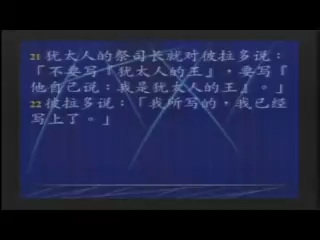 21 犹太人的祭司长就对彼拉多说：
「不要写『犹太人的王』，要写『
他自己说：我是犹太人的王』。」
22 彼拉多说：「我所写的，我已经
写上了。」